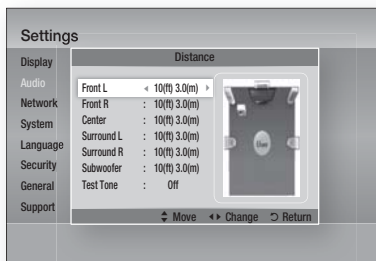 Settings
Display
Audio
Network
System
Language
Security
General
Support
Distance
Front L ◀ 10(ft) 3.0(m) ▶
Front R : 10(ft) 3.0(m)
Center : 10(ft) 3.0(m)
Surround L : 10(ft) 3.0(m)
Surround R : 10(ft) 3.0(m)
Subwoofer : 10(ft) 3.0(m)
Test Tone : Off
User
Move Change Return